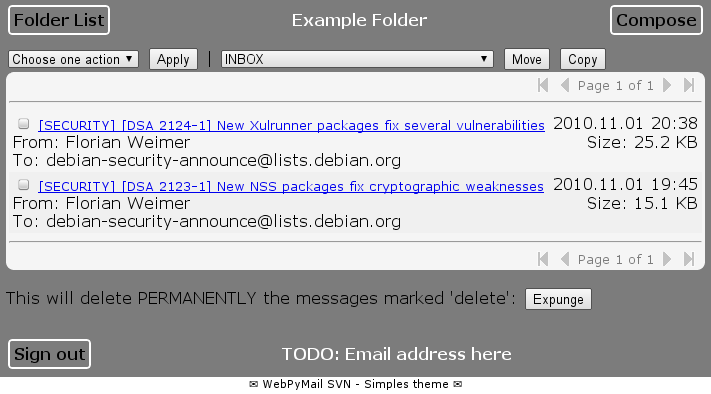 Folder List Example Folder Compose
Choose one action Apply | INBOX Move Copy
Page 1 of 1
[SECURITY] [DSA 2124-1] New Xulrunner packages fix several vulnerabilities 2010.11.01 20:38
From: Florian Weimer Size: 25.2 KB
To: debian-security-announce@lists.debian.org
[SECURITY] [DSA 2123-1] New NSS packages fix cryptographic weaknesses 2010.11.01 19:45
From: Florian Weimer Size: 15.1 KB
To: debian-security-announce@lists.debian.org
Page 1 of 1
This will delete PERMANENTLY the messages marked 'delete': Expunge
Sign out TODO: Email address here
✉ WebPyMail SVN - Simples theme ✉